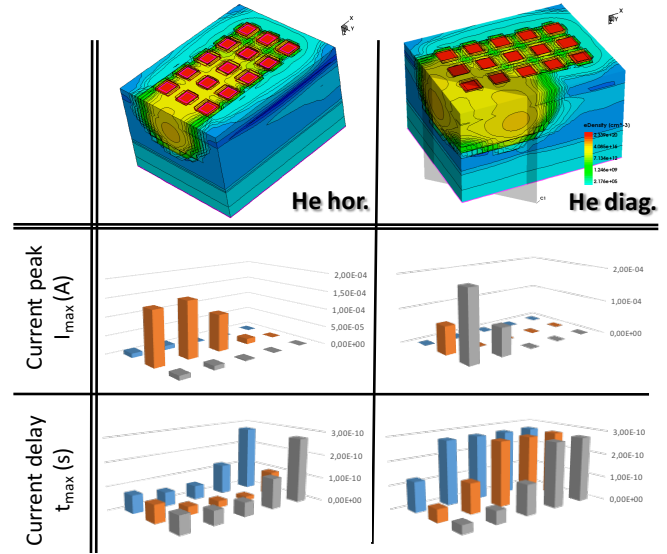 X
Y
X
Y
eDensity (cm^-3)
He hor.
C1
He diag.
Current peak
Imax (A)
2,00E-04
1,50E-04
1,00E-04
5,00E-05
0,00E+00
2,00E-04
1,00E-04
0,00E+00
Current delay
tmax (s)
3,00E-10
2,00E-10
1,00E-10
0,00E+00
3,00E-10
2,00E-10
1,00E-10
0,00E+00